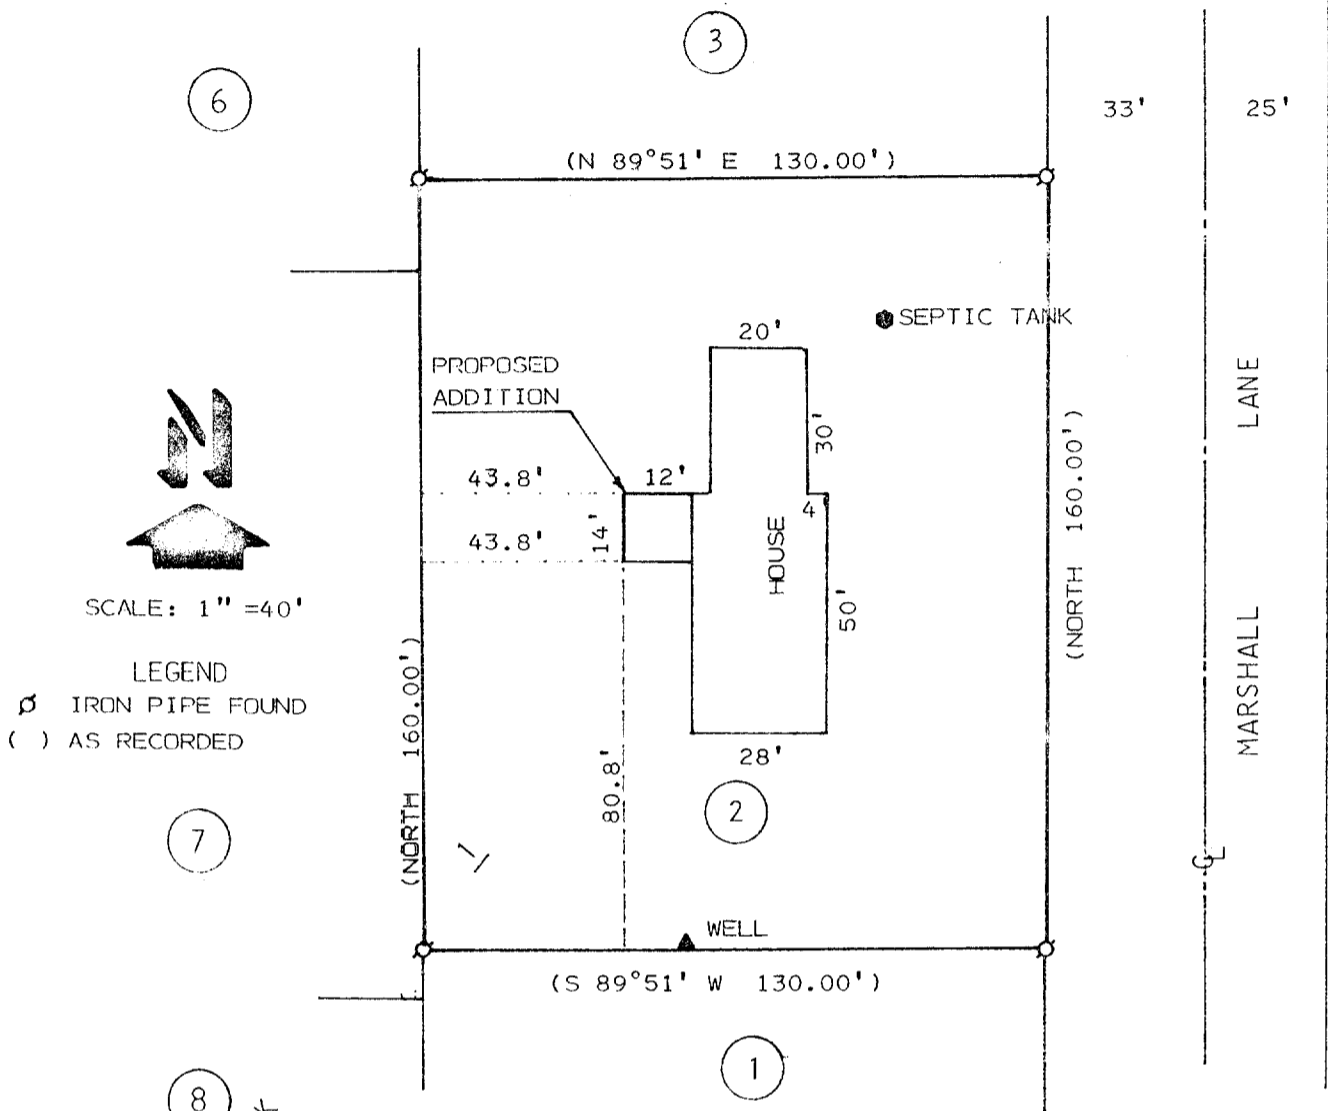 3
6
33'
25'
(N 89°51' E 130.00')
SEPTIC TANK
20'
PROPOSED
ADDITION
30'
LANE
(NORTH 160.00')
N
43.8'
12'
4
14'
43.8'
HOUSE
50'
SCALE: 1" =40'
LEGEND
IRON PIPE FOUND
( ) AS RECORDED
(NORTH 160.00')
MARSHALL
28'
80.8'
2
7
1
CL
WELL
(S 89°51' W 130.00')
1
8